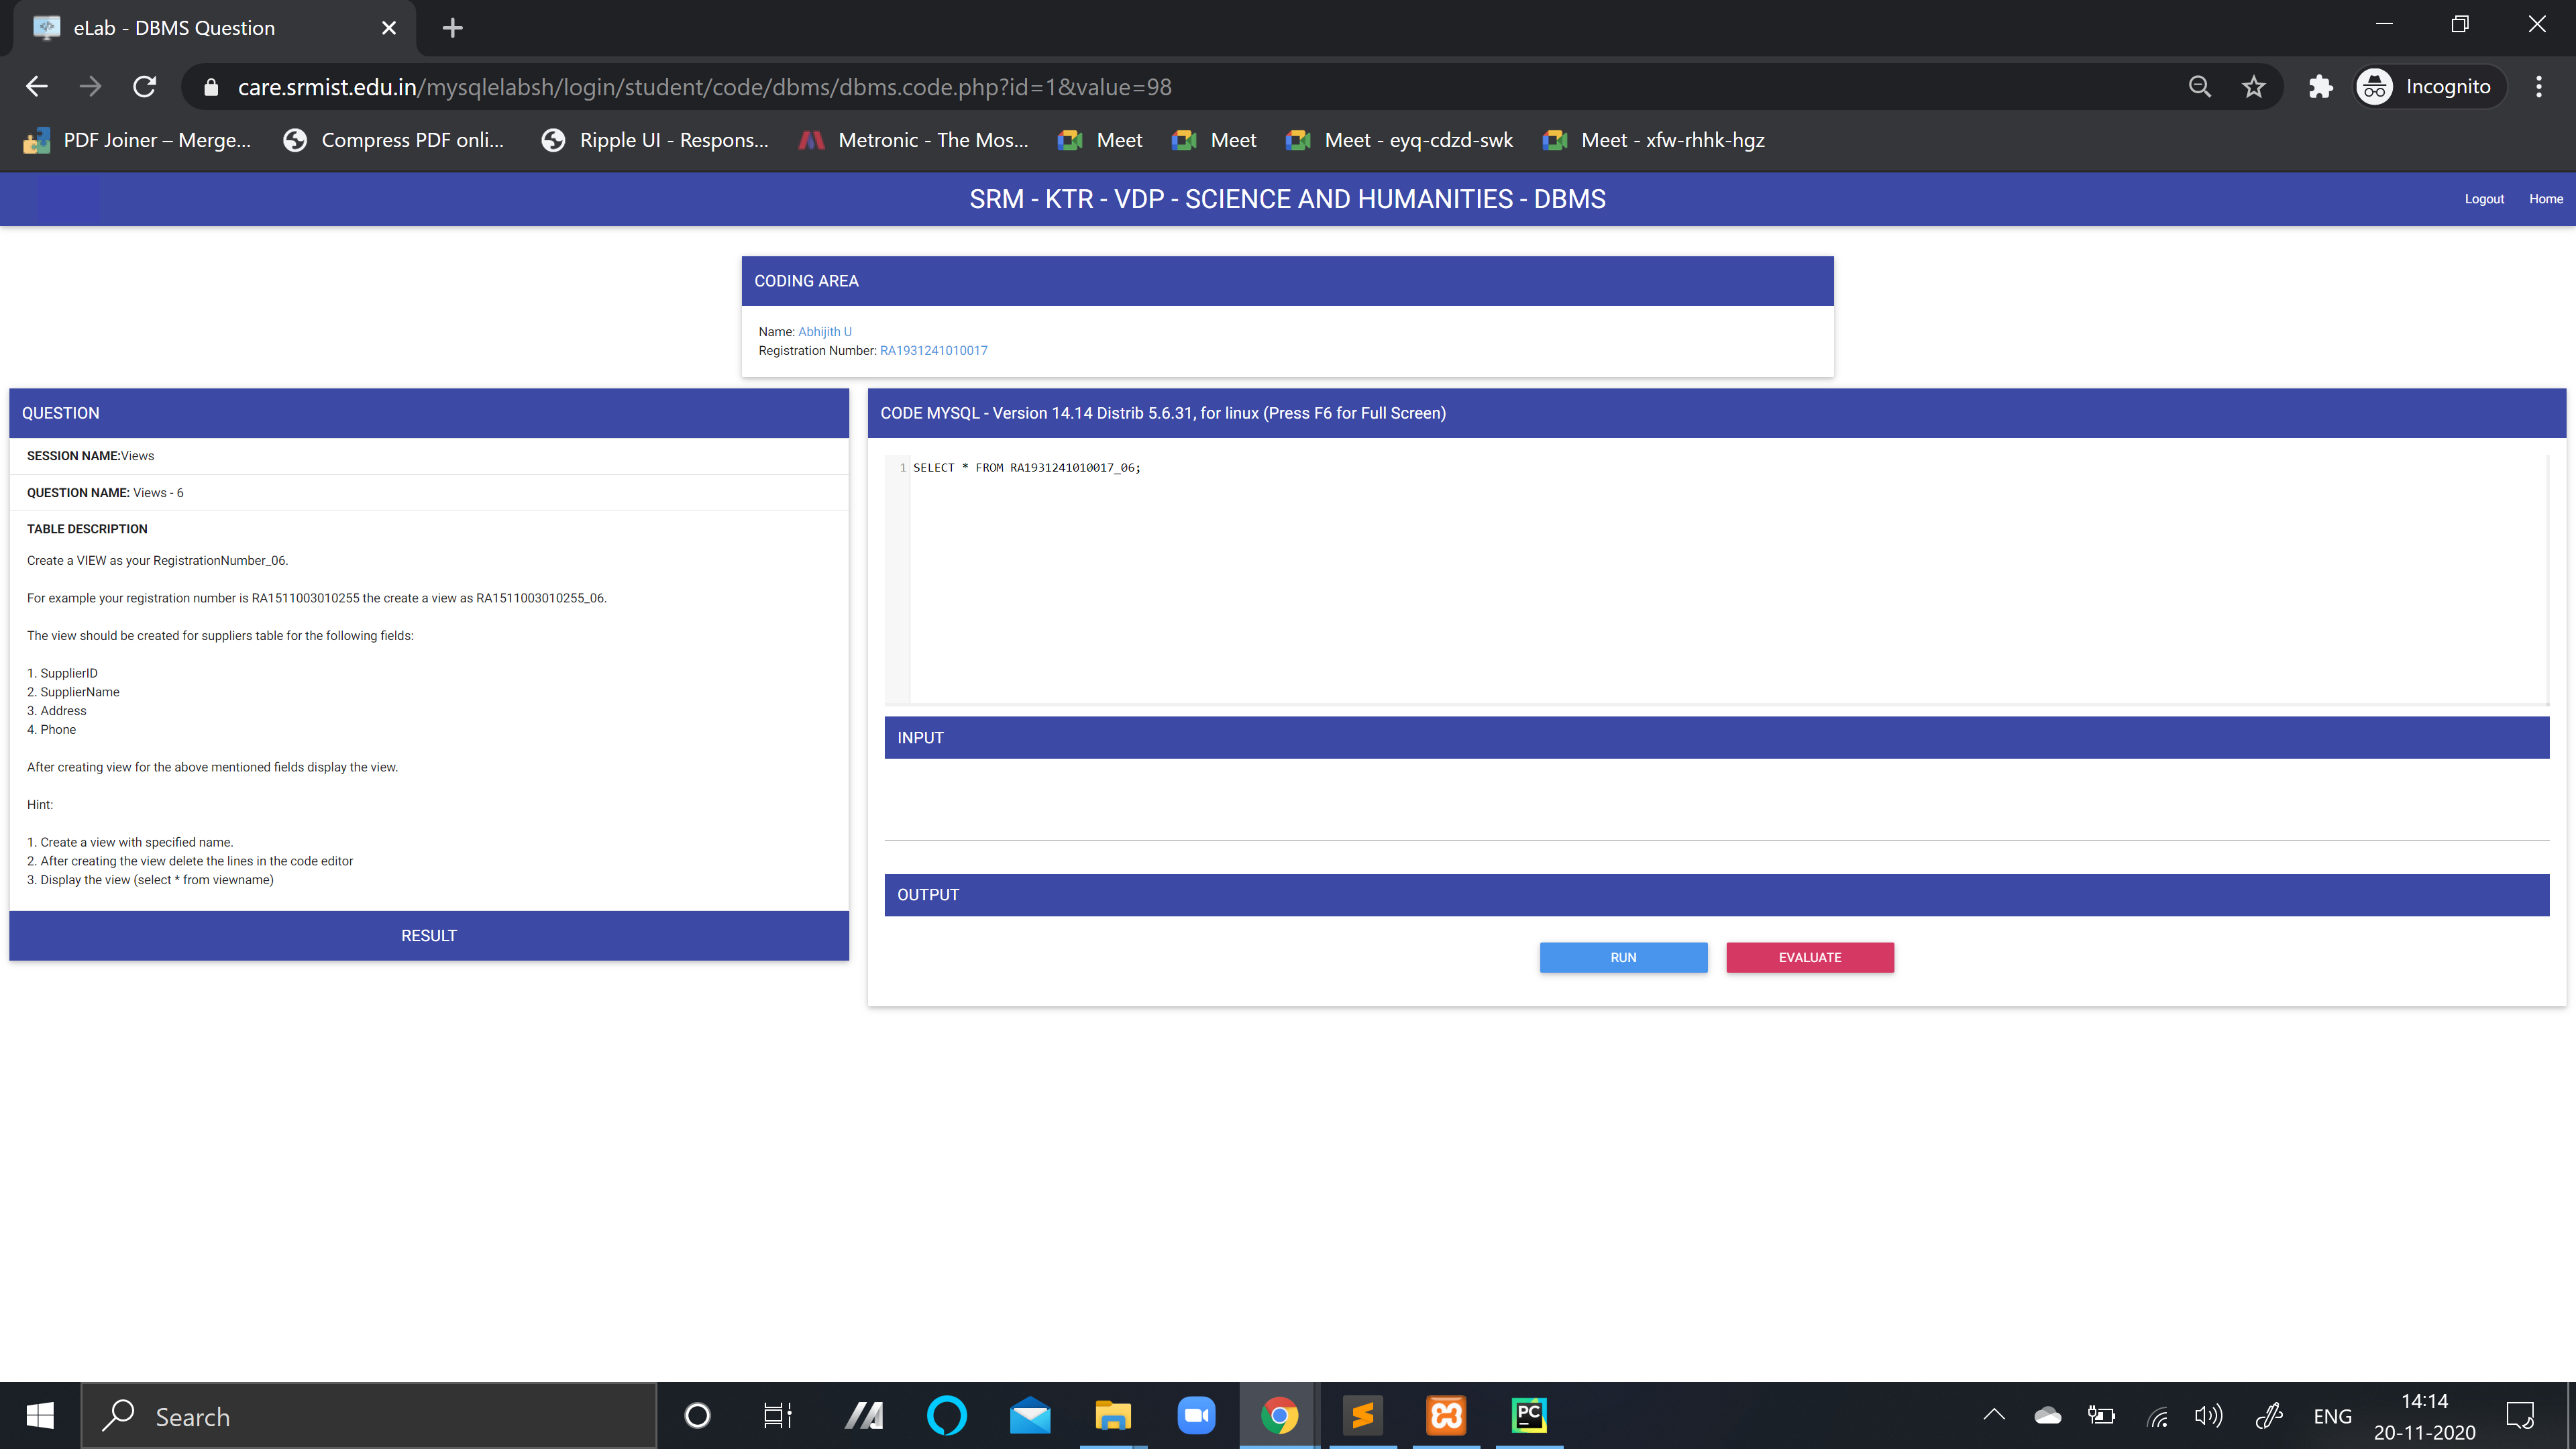 eLab - DBMS Question
care.srmist.edu.in/mysqlelabsh/login/student/code/dbms/dbms.code.php?id=1&value=98
Incognito
PDF Joiner – Merge...
Compress PDF onli...
Ripple UI - Respons...
Metronic - The Mos...
Meet
Meet
Meet - eyq-cdzd-swk
Meet - xfw-rhhk-hgz
SRM - KTR - VDP - SCIENCE AND HUMANITIES - DBMS
Logout
Home
CODING AREA
Name: Abhijith U
Registration Number: RA1931241010017
QUESTION
SESSION NAME:Views
QUESTION NAME: Views - 6
TABLE DESCRIPTION
Create a VIEW as your RegistrationNumber_06.
For example your registration number is RA1511003010255 the create a view as RA1511003010255_06.
The view should be created for suppliers table for the following fields:
1. SupplierID
2. SupplierName
3. Address
4. Phone
After creating view for the above mentioned fields display the view.
Hint:
1. Create a view with specified name.
2. After creating the view delete the lines in the code editor
3. Display the view (select * from viewname)
RESULT
CODE MYSQL - Version 14.14 Distrib 5.6.31, for linux (Press F6 for Full Screen)
1 SELECT * FROM RA1931241010017_06;
INPUT
OUTPUT
RUN
EVALUATE
Search
PC
ENG
14:14
20-11-2020